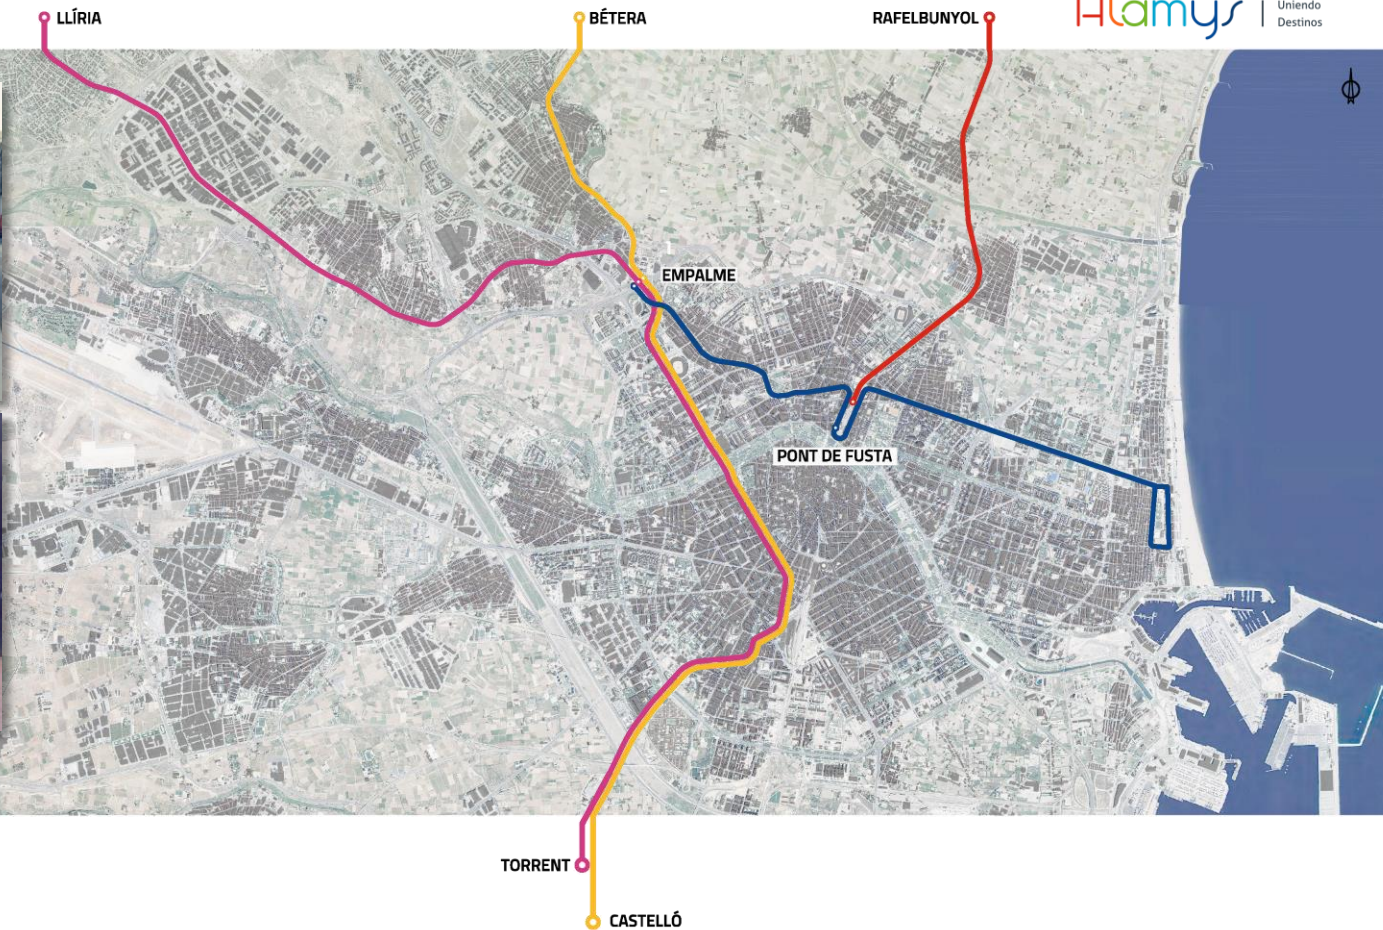 LLÍRIA
BÉTERA
RAFELBUNYOL
Alamys
Uniendo
Destinos
EMPALME
PONT DE FUSTA
TORRENT
CASTELLÓ